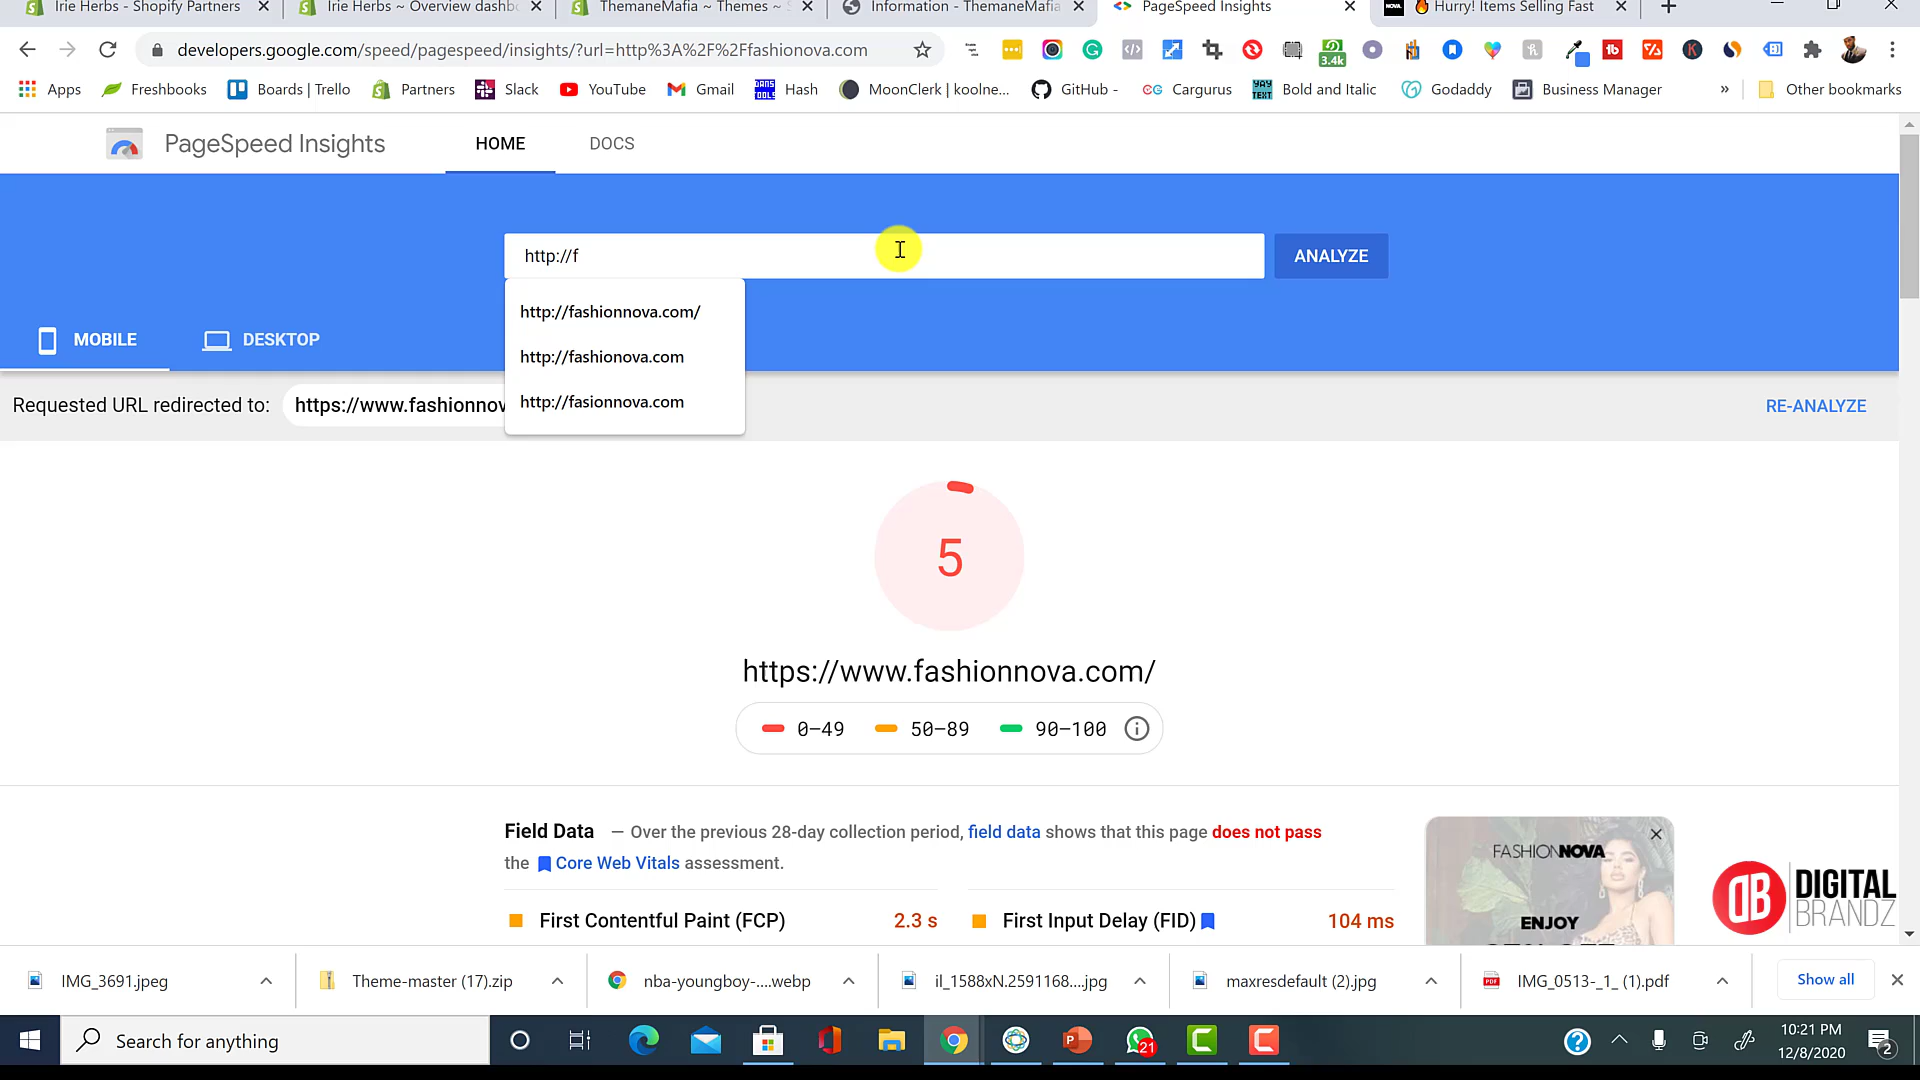 Irie Herbs - Shopify Partners
Irie Herbs ~ Overview dashb
ThemaneMafia ~ Themes ~ S
Information - ThemaneMafia
PageSpeed Insights
Hurry! Items Selling Fast
developers.google.com/speed/pagespeed/insights/?url=http%3A%2F%2Ffashionova.com
3.4k
Apps
Freshbooks
Boards | Trello
Partners
Slack
YouTube
Gmail
Hash
MoonClerk | koolne...
GitHub -
Cargurus
Bold and Italic
Godaddy
Business Manager
»
Other bookmarks
PageSpeed Insights
HOME
DOCS
http://f
ANALYZE
http://fashionnova.com/
http://fashionova.com
http://fasionnova.com
MOBILE
DESKTOP
Requested URL redirected to:
https://www.fashionnov
RE-ANALYZE
5
https://www.fashionnova.com/
0–49
50–89
90–100
Field Data — Over the previous 28-day collection period, field data shows that this page does not pass
the Core Web Vitals assessment.
First Contentful Paint (FCP) 2.3 s
First Input Delay (FID) 104 ms
FASHIONNOVA
ENJOY
DB DIGITAL
BRANDZ
IMG_3691.jpeg
Theme-master (17).zip
nba-youngboy-....webp
il_1588xN.2591168....jpg
maxresdefault (2).jpg
IMG_0513-_1_ (1).pdf
Show all
Search for anything
21
10:21 PM
12/8/2020
2